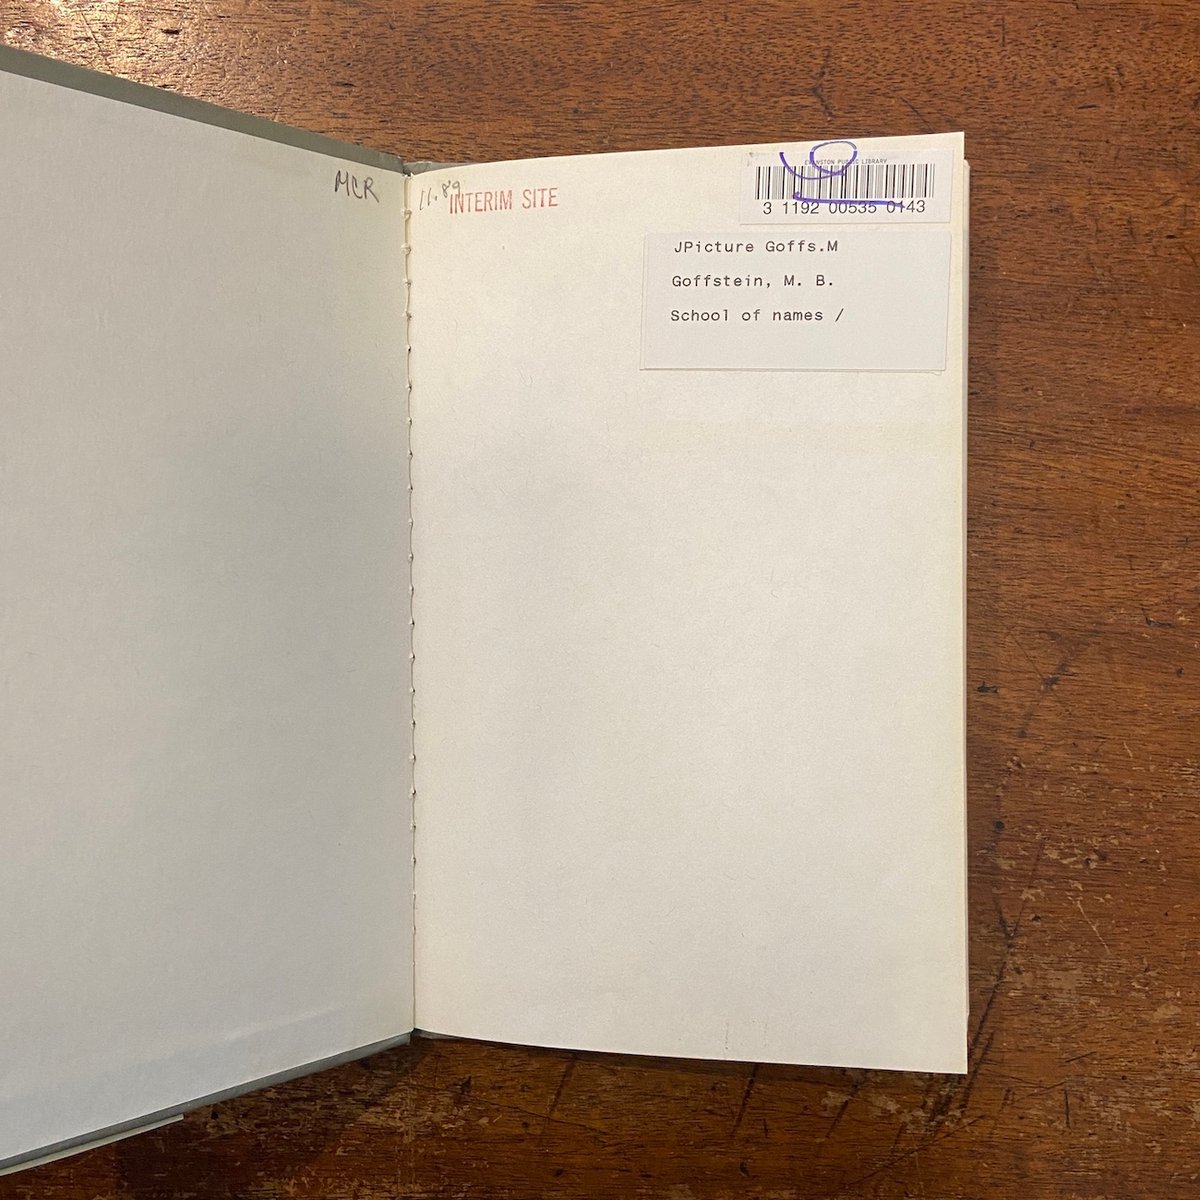 MCR
11.89
INTERIM SITE
EVANSTON PUBLIC LIBRARY
3 1192 00535 0143
JPicture Goffs.M
Goffstein, M. B.
School of names /